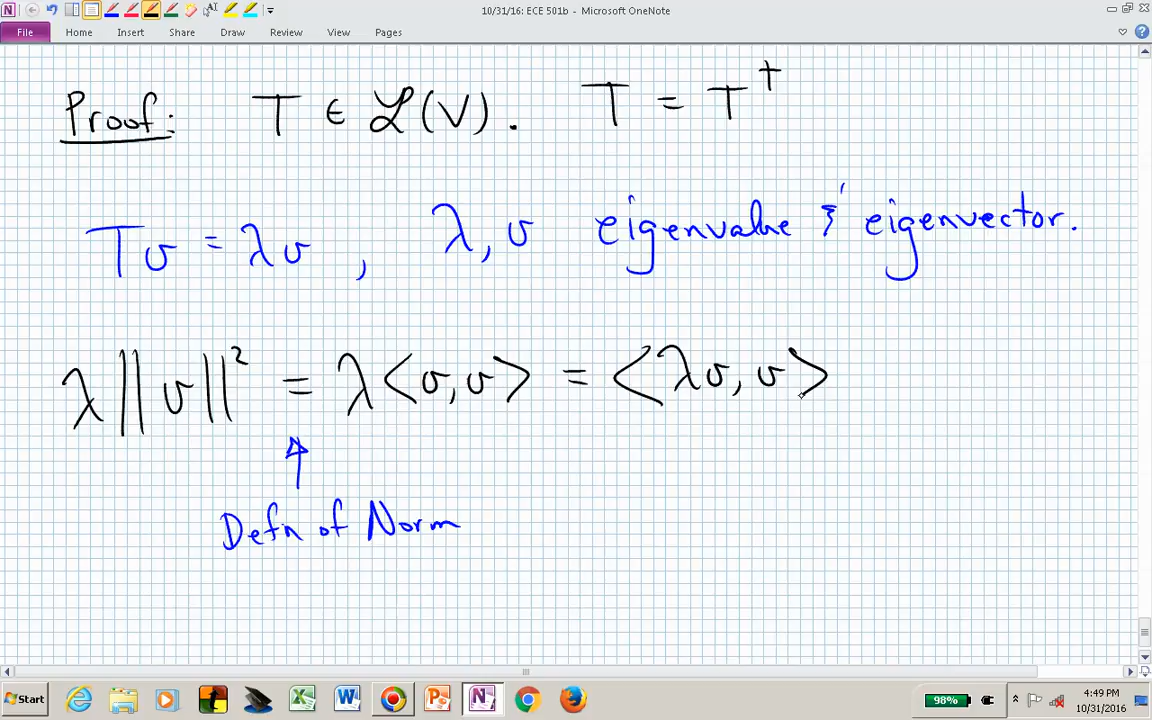 10/31/16: ECE 501b - Microsoft OneNote
File Home Insert Share Draw Review View Pages
Proof: T ∈ ℒ(V). T = T†
Tv = λv , λ, v eigenvalue & eigenvector.
λ||v||² = λ<v,v> = <λv, v>
Defn of Norm
Start 98% 4:49 PM
10/31/2016